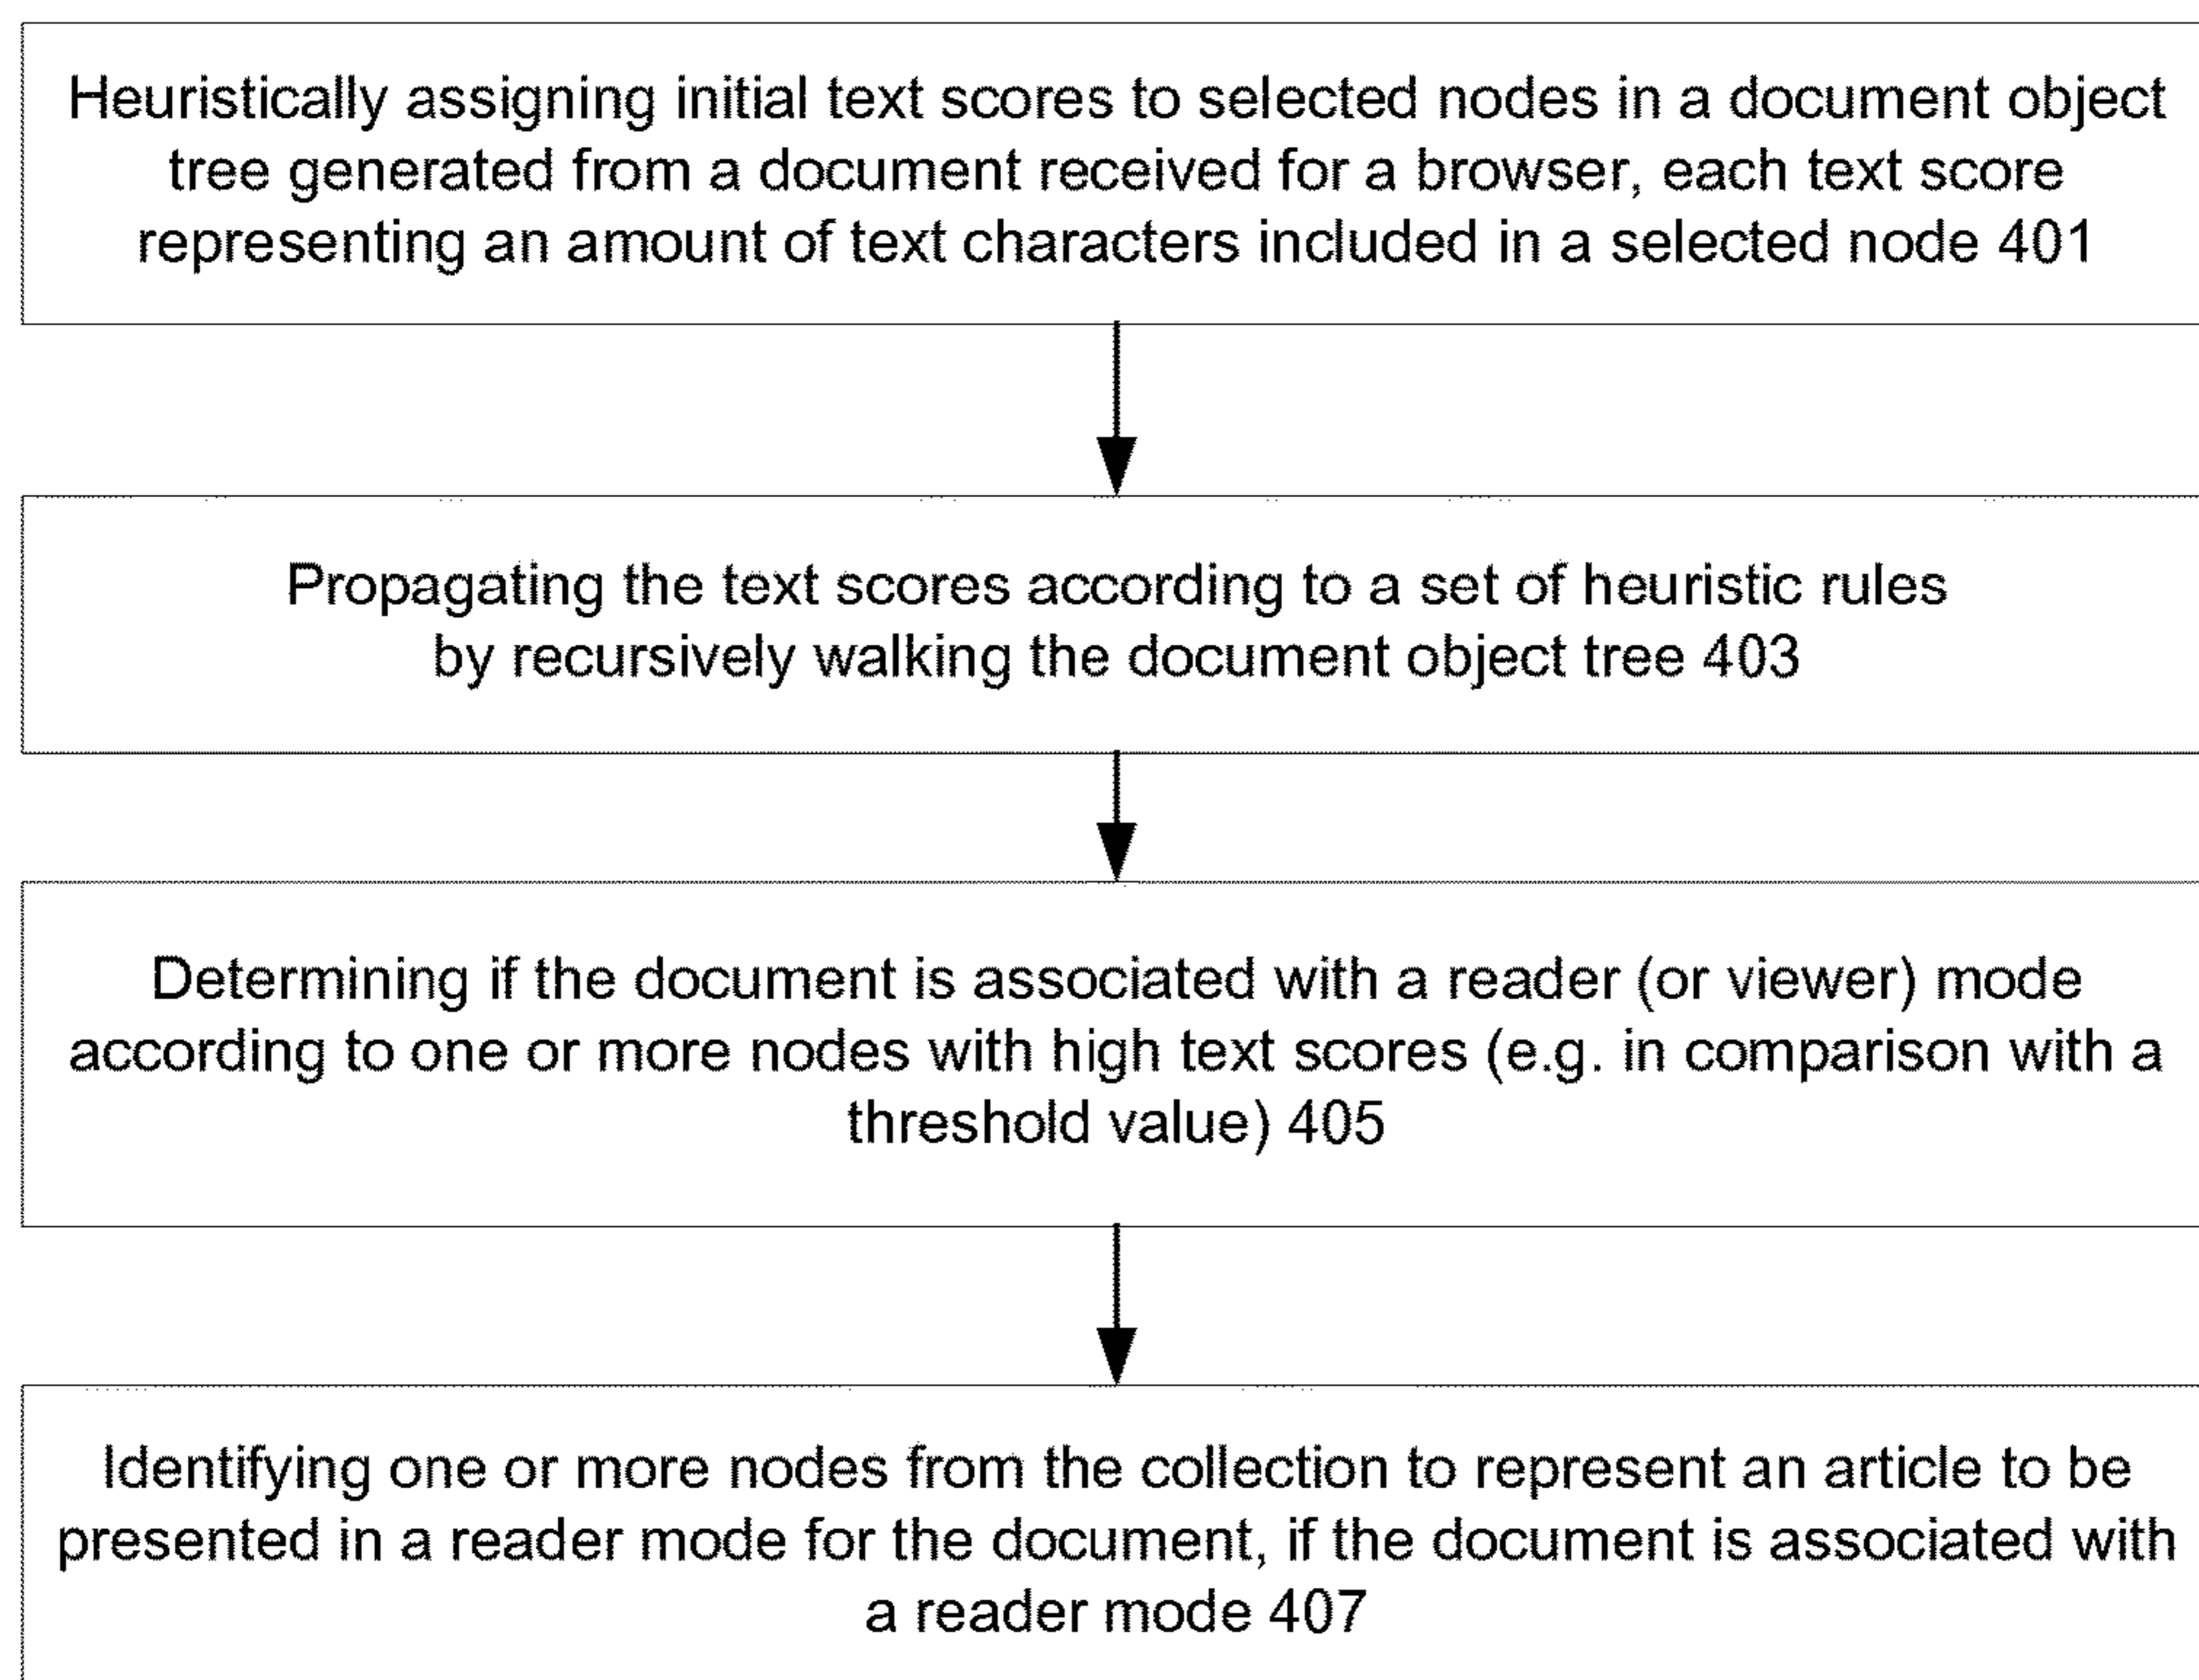 Heuristically assigning initial text scores to selected nodes in a document object
tree generated from a document received for a browser, each text score
representing an amount of text characters included in a selected node 401
Propagating the text scores according to a set of heuristic rules
by recursively walking the document object tree 403
Determining if the document is associated with a reader (or viewer) mode
according to one or more nodes with high text scores (e.g. in comparison with a
threshold value) 405
Identifying one or more nodes from the collection to represent an article to be
presented in a reader mode for the document, if the document is associated with
a reader mode 407